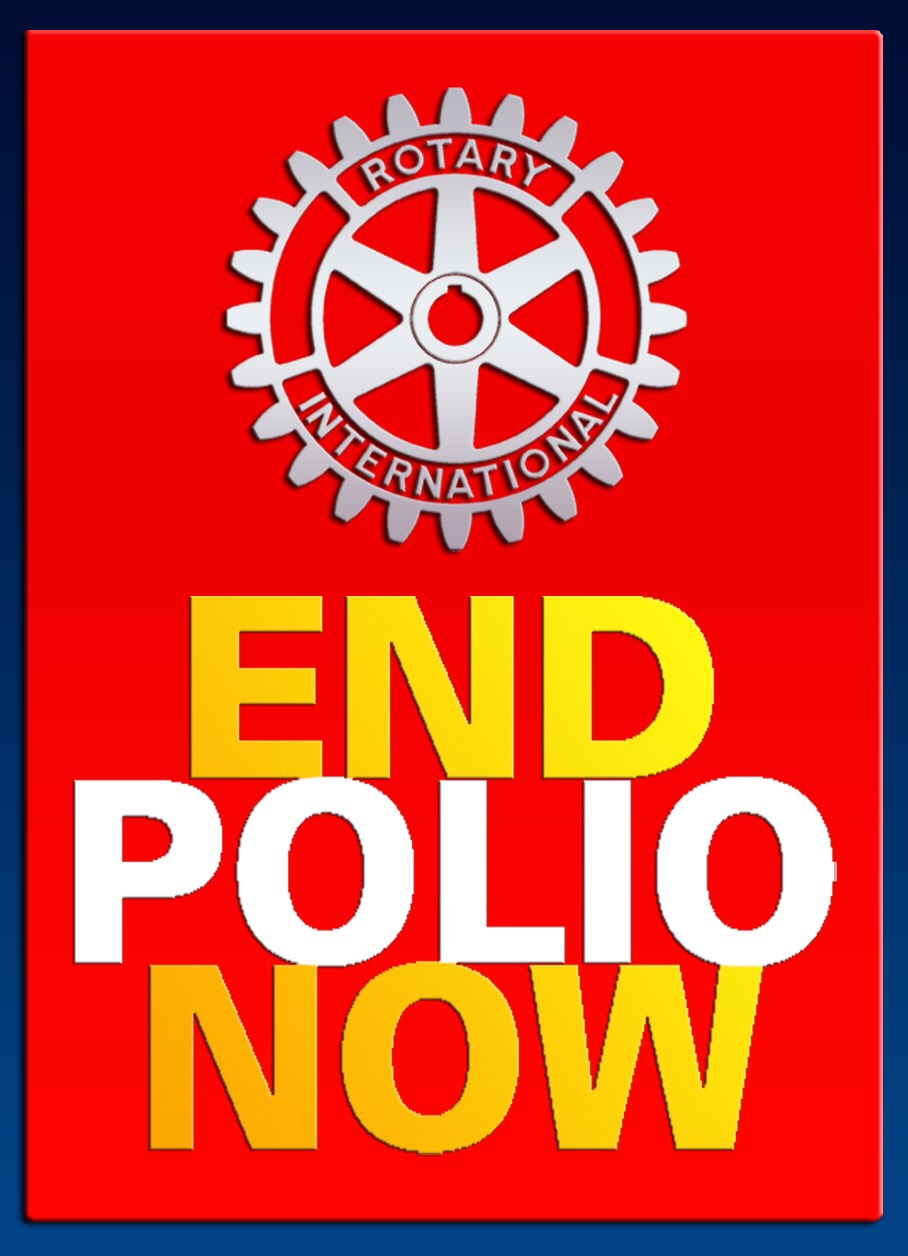 ROTARY
INTERNATIONAL
END
POLIO
NOW